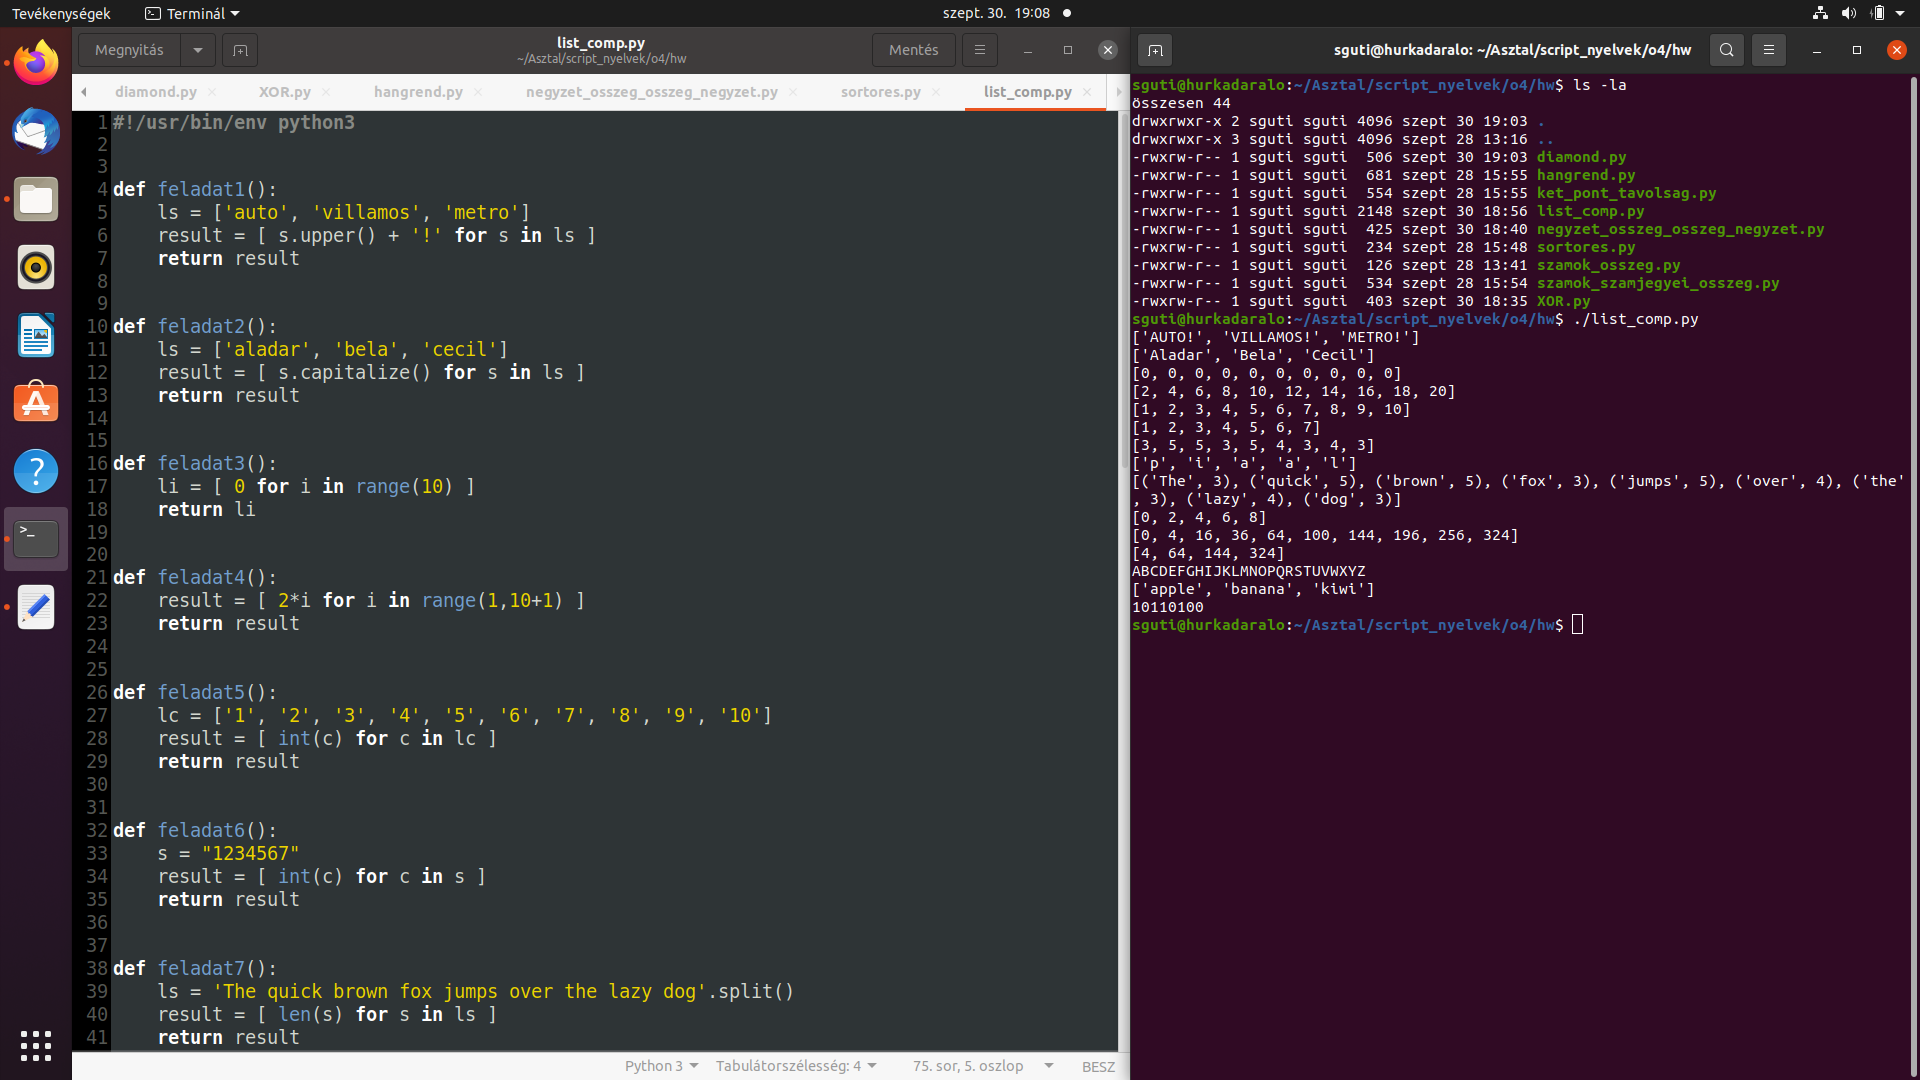 Tevékenységek
Terminál
szept. 30. 19:08
Megnyitás
list_comp.py
~/Asztal/script_nyelvek/o4/hw
Mentés
diamond.py
XOR.py
hangrend.py
negyzet_osszeg_osszeg_negyzet.py
sortores.py
list_comp.py
1 #!/usr/bin/env python3
2
3
4 def feladat1():
5     ls = ['auto', 'villamos', 'metro']
6     result = [ s.upper() + '!' for s in ls ]
7     return result
8
9
10 def feladat2():
11     ls = ['aladar', 'bela', 'cecil']
12     result = [ s.capitalize() for s in ls ]
13     return result
14
15
16 def feladat3():
17     li = [ 0 for i in range(10) ]
18     return li
19
20
21 def feladat4():
22     result = [ 2*i for i in range(1,10+1) ]
23     return result
24
25
26 def feladat5():
27     lc = ['1', '2', '3', '4', '5', '6', '7', '8', '9', '10']
28     result = [ int(c) for c in lc ]
29     return result
30
31
32 def feladat6():
33     s = "1234567"
34     result = [ int(c) for c in s ]
35     return result
36
37
38 def feladat7():
39     ls = 'The quick brown fox jumps over the lazy dog'.split()
40     result = [ len(s) for s in ls ]
41     return result
Python 3
Tabulátorszélesség: 4
75. sor, 5. oszlop
BESZ
sguti@hurkadaralo: ~/Asztal/script_nyelvek/o4/hw
sguti@hurkadaralo:~/Asztal/script_nyelvek/o4/hw$ ls -la
összesen 44
drwxrwxr-x 2 sguti sguti 4096 szept 30 19:03 .
drwxrwxr-x 3 sguti sguti 4096 szept 28 13:16 ..
-rwxrw-r-- 1 sguti sguti  506 szept 30 19:03 diamond.py
-rwxrw-r-- 1 sguti sguti  681 szept 28 15:55 hangrend.py
-rwxrw-r-- 1 sguti sguti  554 szept 28 15:55 ket_pont_tavolsag.py
-rwxrw-r-- 1 sguti sguti 2148 szept 30 18:56 list_comp.py
-rwxrw-r-- 1 sguti sguti  425 szept 30 18:40 negyzet_osszeg_osszeg_negyzet.py
-rwxrw-r-- 1 sguti sguti  234 szept 28 15:48 sortores.py
-rwxrw-r-- 1 sguti sguti  126 szept 28 13:41 szamok_osszeg.py
-rwxrw-r-- 1 sguti sguti  534 szept 28 15:54 szamok_szamjegyei_osszeg.py
-rwxrw-r-- 1 sguti sguti  403 szept 30 18:35 XOR.py
sguti@hurkadaralo:~/Asztal/script_nyelvek/o4/hw$ ./list_comp.py
['AUTO!', 'VILLAMOS!', 'METRO!']
['Aladar', 'Bela', 'Cecil']
[0, 0, 0, 0, 0, 0, 0, 0, 0, 0]
[2, 4, 6, 8, 10, 12, 14, 16, 18, 20]
[1, 2, 3, 4, 5, 6, 7, 8, 9, 10]
[1, 2, 3, 4, 5, 6, 7]
[3, 5, 5, 3, 5, 4, 3, 4, 3]
['p', 'i', 'a', 'a', 'l']
[('The', 3), ('quick', 5), ('brown', 5), ('fox', 3), ('jumps', 5), ('over', 4), ('the'
, 3), ('lazy', 4), ('dog', 3)]
[0, 2, 4, 6, 8]
[0, 4, 16, 36, 64, 100, 144, 196, 256, 324]
[4, 64, 144, 324]
ABCDEFGHIJKLMNOPQRSTUVWXYZ
['apple', 'banana', 'kiwi']
10110100
sguti@hurkadaralo:~/Asztal/script_nyelvek/o4/hw$